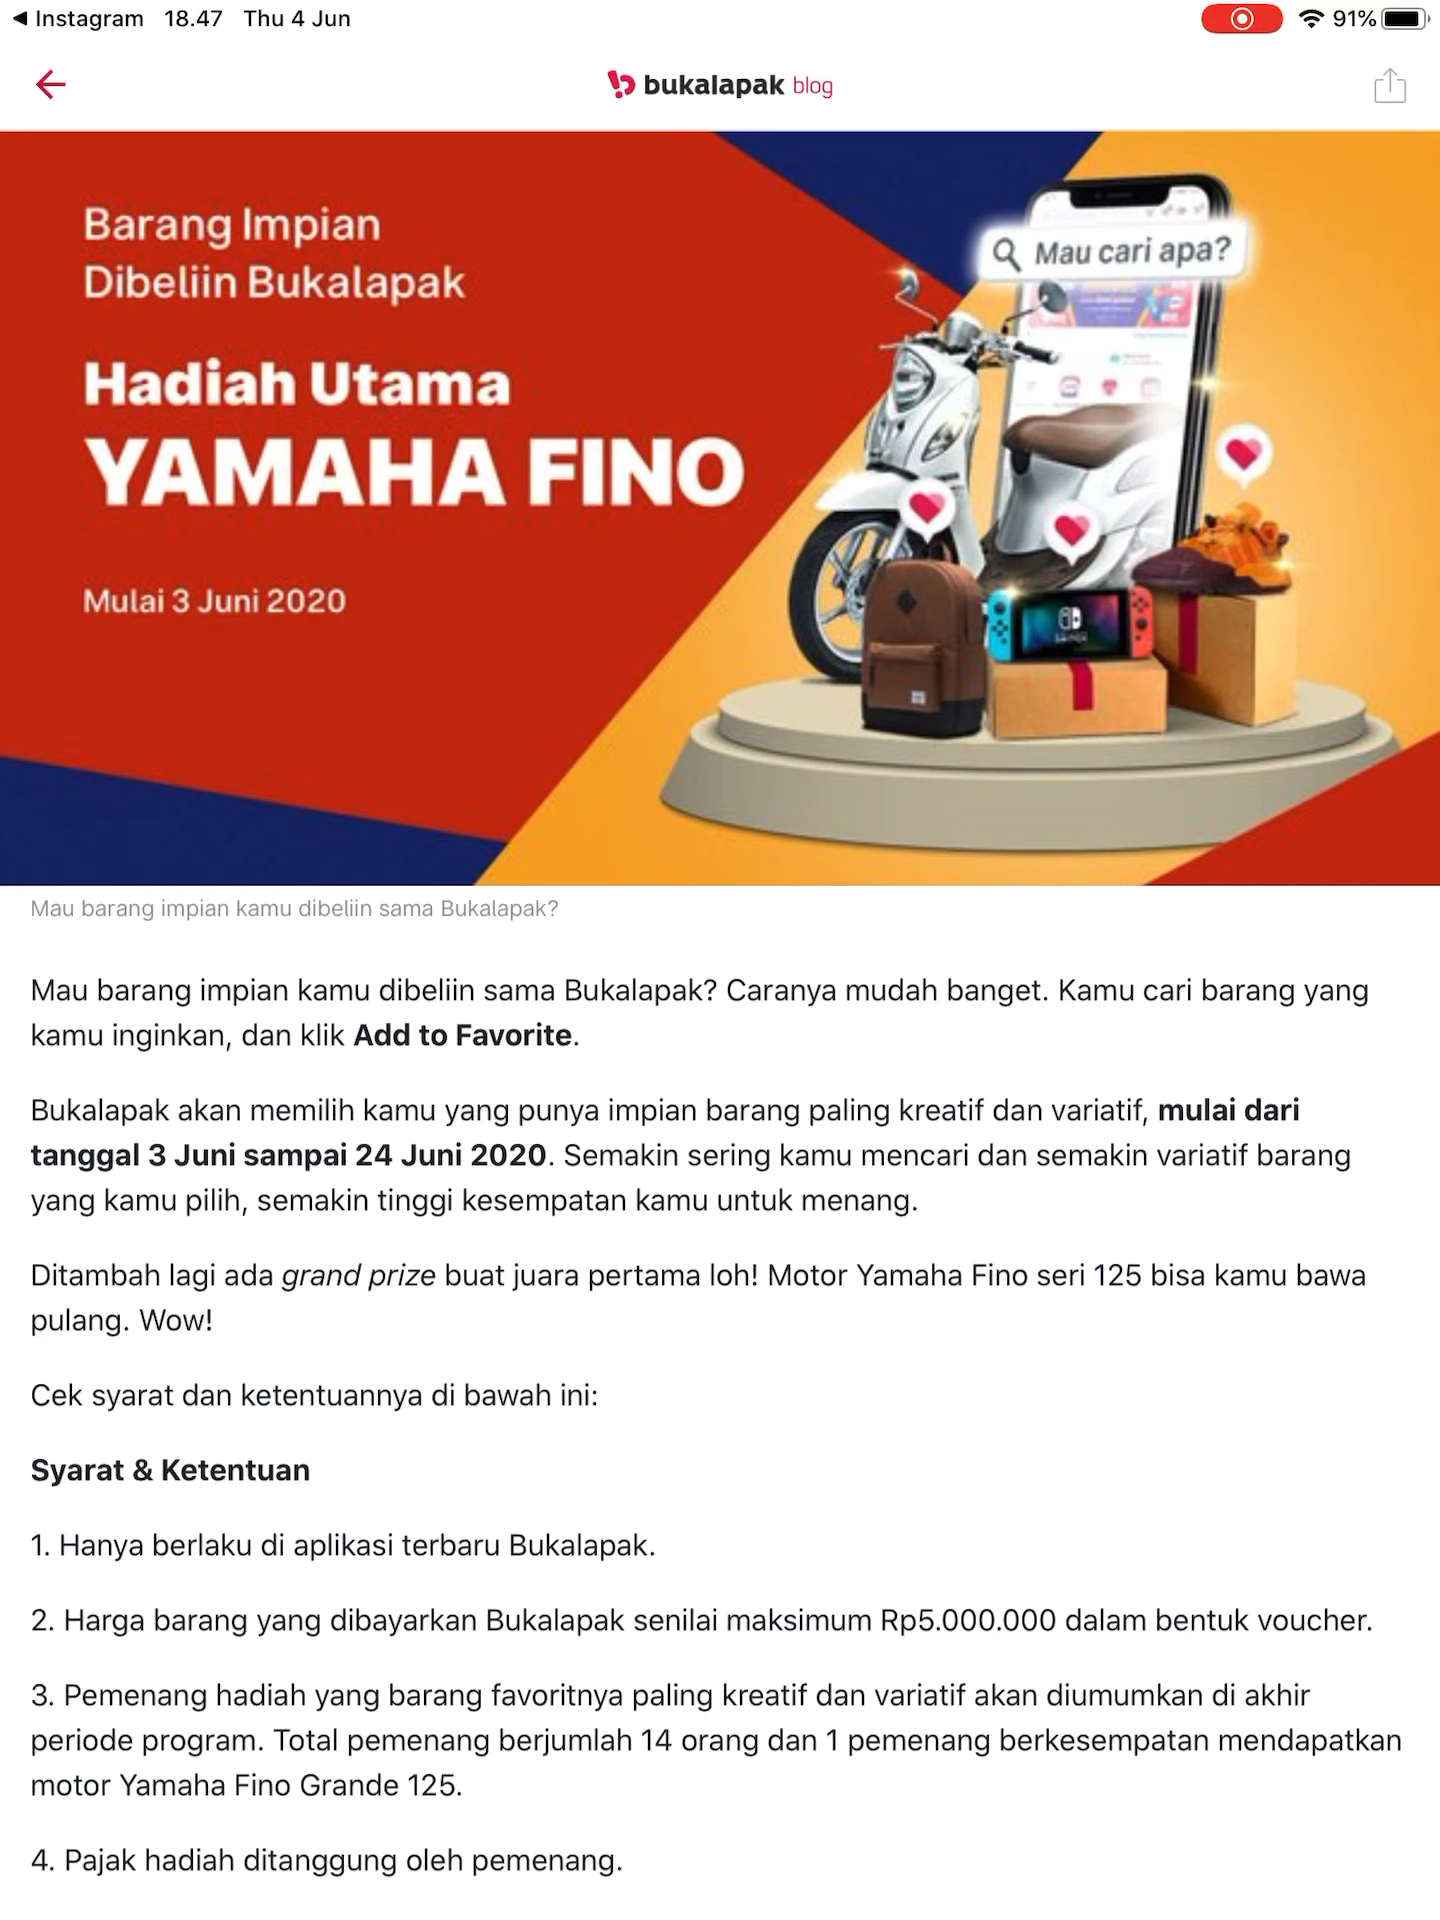 Instagram 18.47 Thu 4 Jun 91%
bukalapak blog
Barang Impian
Dibeliin Bukalapak
Hadiah Utama
YAMAHA FINO
Mulai 3 Juni 2020
Mau cari apa?
Mau barang impian kamu dibeliin sama Bukalapak?
Mau barang impian kamu dibeliin sama Bukalapak? Caranya mudah banget. Kamu cari barang yang
kamu inginkan, dan klik Add to Favorite.
Bukalapak akan memilih kamu yang punya impian barang paling kreatif dan variatif, mulai dari
tanggal 3 Juni sampai 24 Juni 2020. Semakin sering kamu mencari dan semakin variatif barang
yang kamu pilih, semakin tinggi kesempatan kamu untuk menang.
Ditambah lagi ada grand prize buat juara pertama loh! Motor Yamaha Fino seri 125 bisa kamu bawa
pulang. Wow!
Cek syarat dan ketentuannya di bawah ini:
Syarat & Ketentuan
1. Hanya berlaku di aplikasi terbaru Bukalapak.
2. Harga barang yang dibayarkan Bukalapak senilai maksimum Rp5.000.000 dalam bentuk voucher.
3. Pemenang hadiah yang barang favoritnya paling kreatif dan variatif akan diumumkan di akhir
periode program. Total pemenang berjumlah 14 orang dan 1 pemenang berkesempatan mendapatkan
motor Yamaha Fino Grande 125.
4. Pajak hadiah ditanggung oleh pemenang.